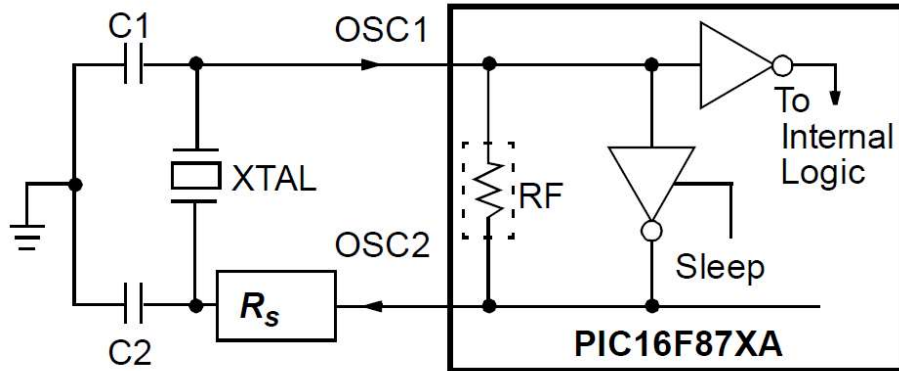 C1
OSC1
To
Internal
Logic
XTAL
RF
OSC2
Sleep
Rs
C2
PIC16F87XA